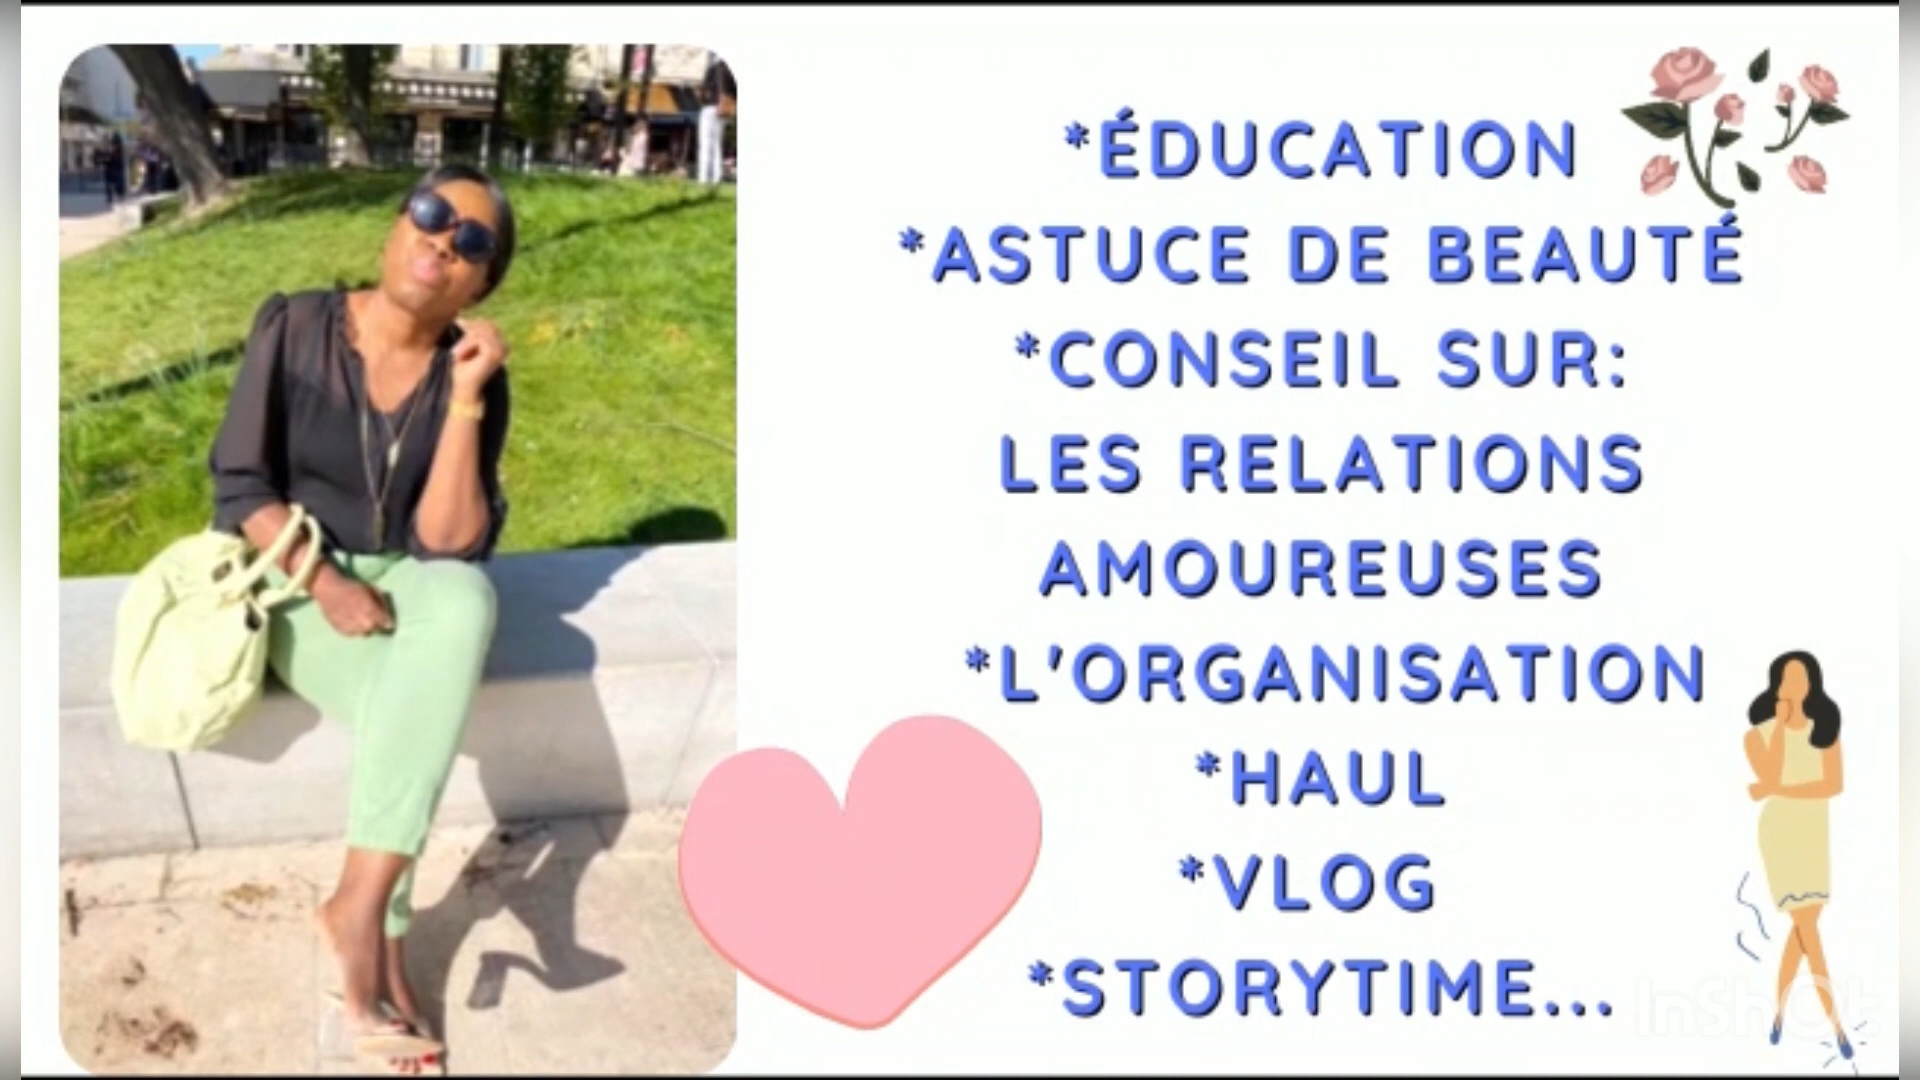 *ÉDUCATION
*ASTUCE DE BEAUTÉ
*CONSEIL SUR:
LES RELATIONS
AMOUREUSES
*L'ORGANISATION
*HAUL
*VLOG
*STORYTIME...
InShOt